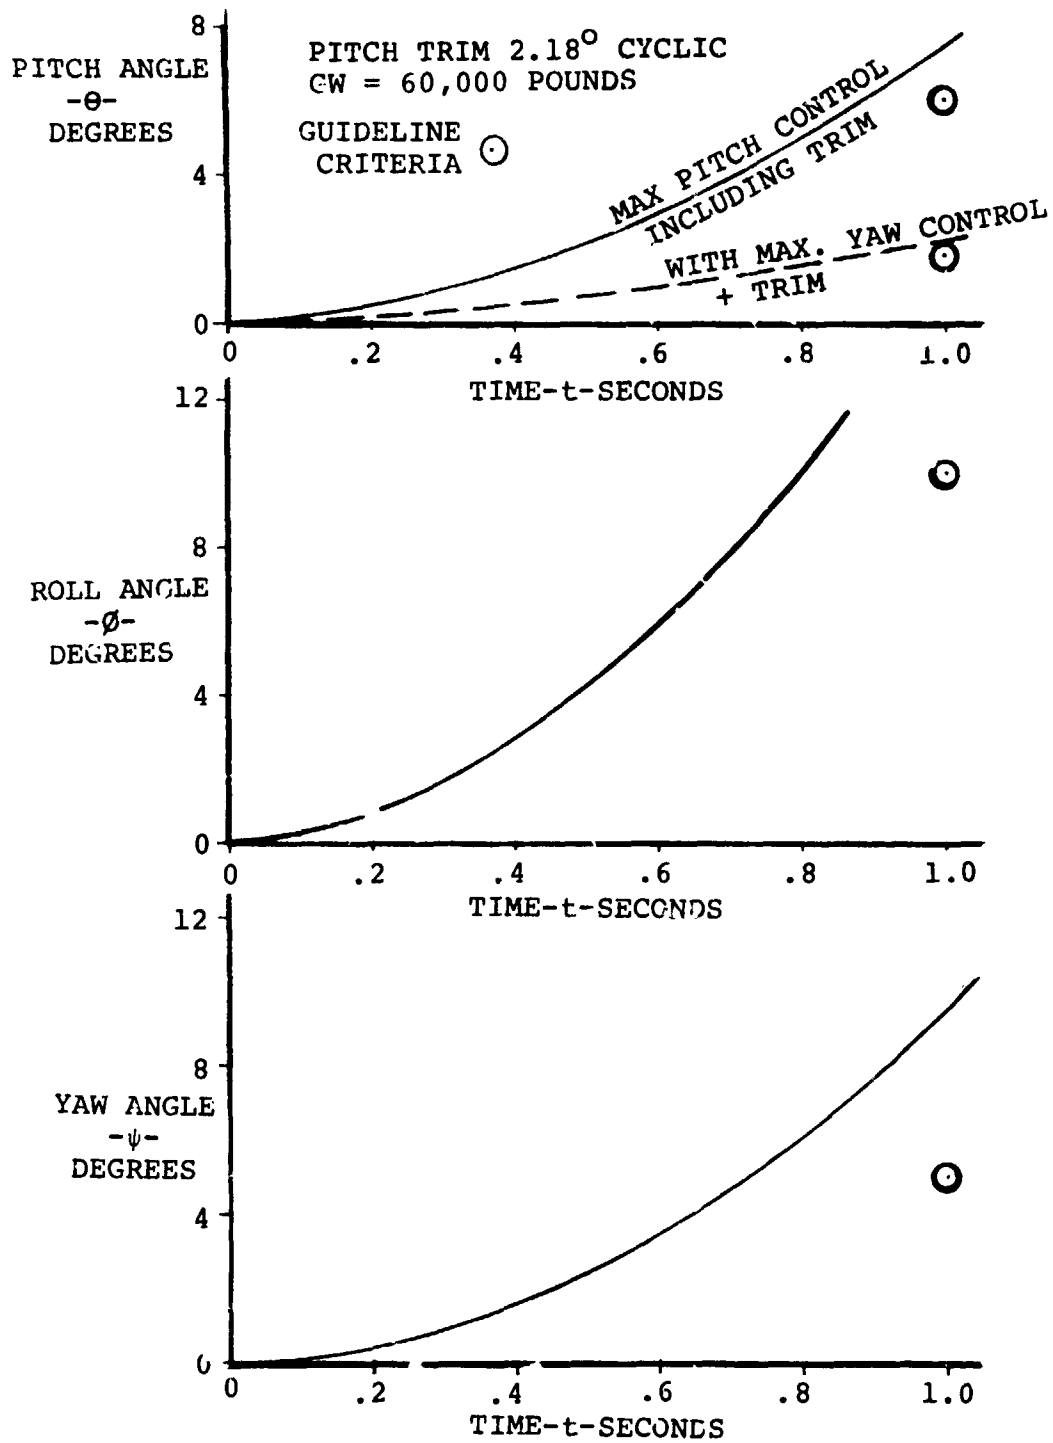 8
PITCH TRIM 2.18° CYCLIC
GW = 60,000 POUNDS
PITCH ANGLE
-θ-
DEGREES
GUIDELINE
CRITERIA
4
MAX PITCH CONTROL
INCLUDING TRIM
WITH MAX. YAW CONTROL
+ TRIM
0
0 .2 .4 .6 .8 1.0
TIME-t-SECONDS
12
8
ROLL ANGLE
-Ø-
DEGREES
4
0
0 .2 .4 .6 .8 1.0
TIME-t-SECONDS
12
8
YAW ANGLE
-ψ-
DEGREES
4
0
0 .2 .4 .6 .8 1.0
TIME-t-SECONDS